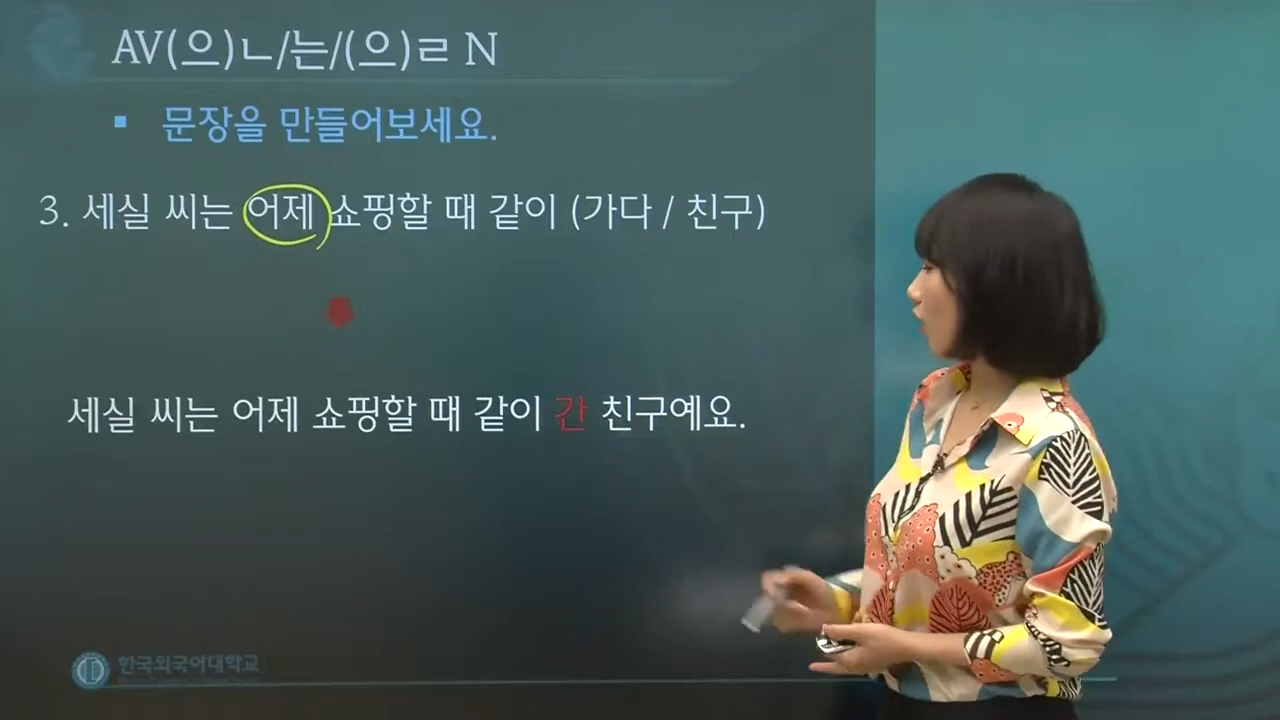 AV(으)ㄴ/는/(으)ㄹ N
▪ 문장을 만들어보세요.
3. 세실 씨는 어제 쇼핑할 때 같이 (가다 / 친구)
세실 씨는 어제 쇼핑할 때 같이 간 친구예요.
한국외국어대학교